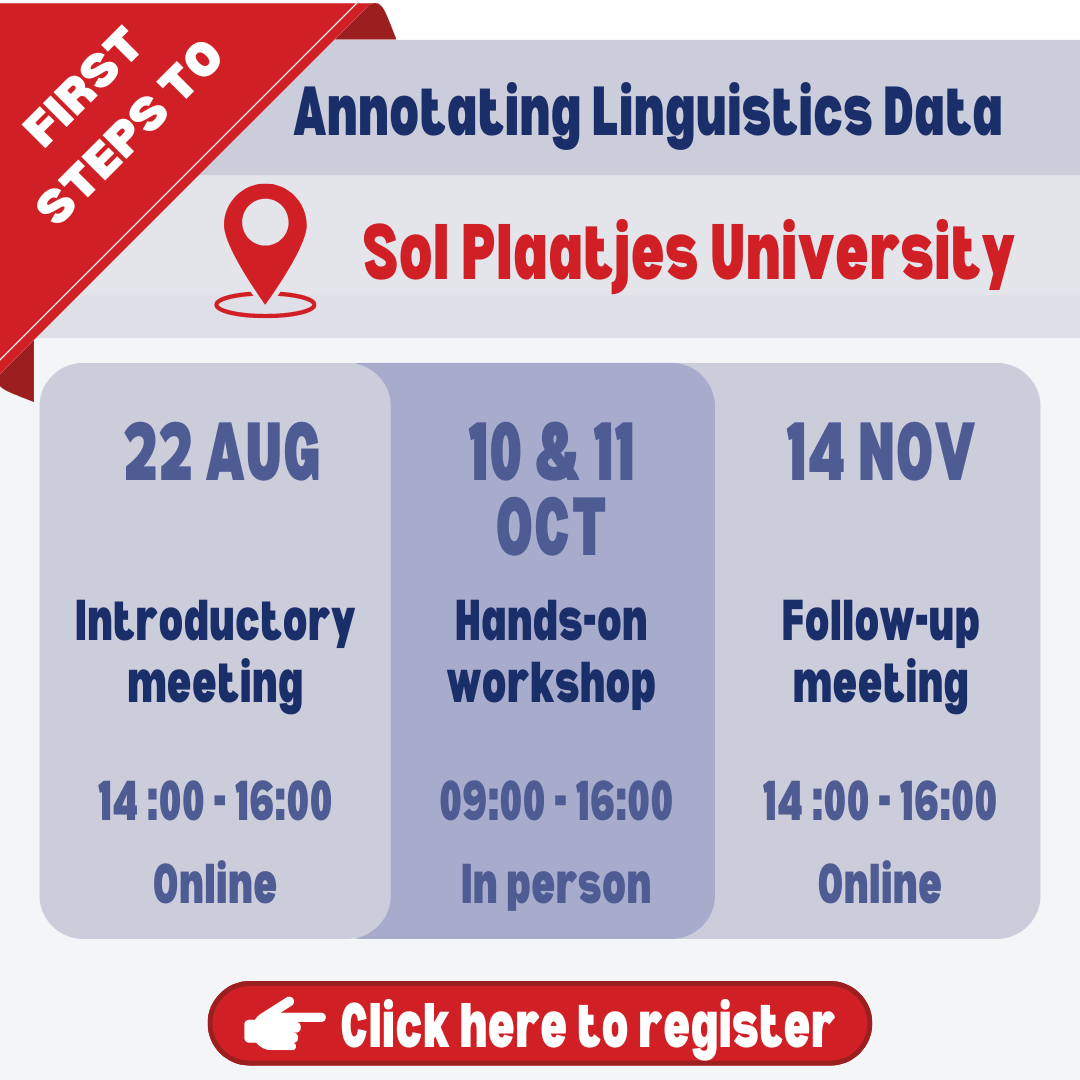 FIRST
STEPS TO
Annotating Linguistics Data
Sol Plaatjes University
22 AUG
Introductory
meeting
14 :00 - 16:00
Online
10 & 11
OCT
Hands-on
workshop
09:00 - 16:00
In person
14 NOV
Follow-up
meeting
14 :00 - 16:00
Online
Click here to register